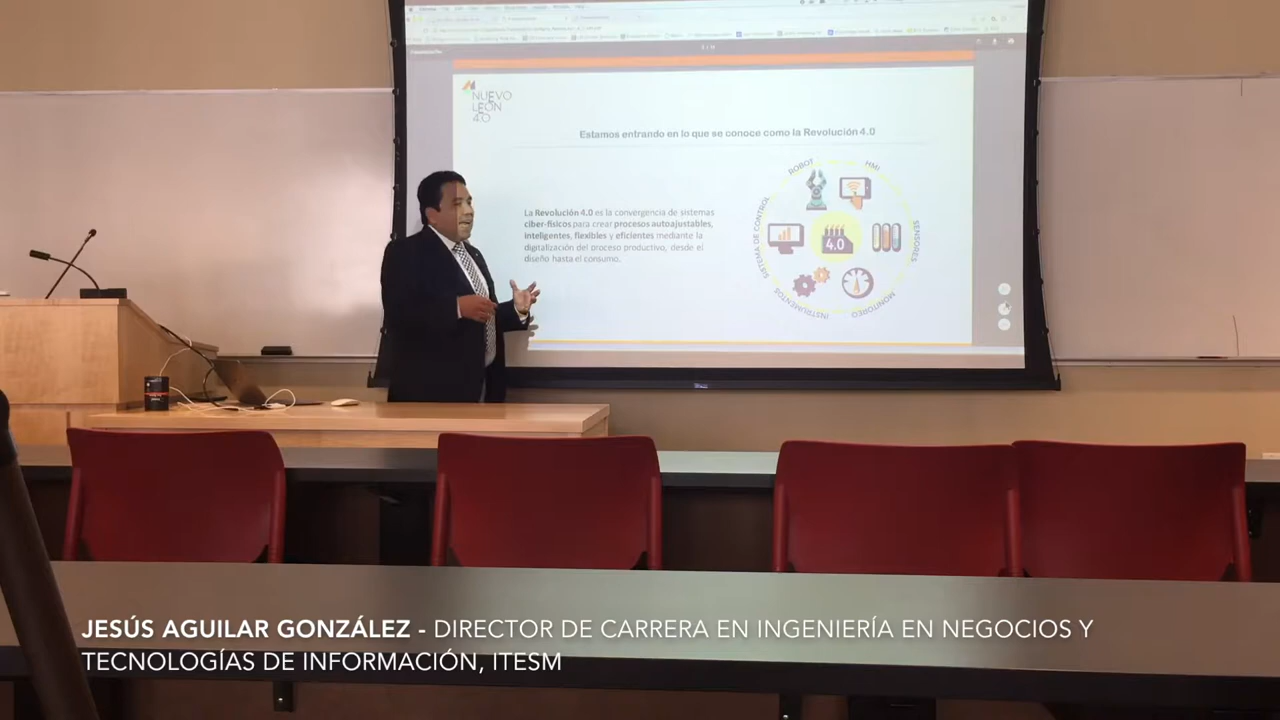 NUEVO
LEÓN
4.0
Estamos entrando en lo que se conoce como la Revolución 4.0
La Revolución 4.0 es la convergencia de sistemas
ciber-físicos para crear procesos autoajustables,
inteligentes, flexibles y eficientes mediante la
digitalización del proceso productivo, desde el
diseño hasta el consumo.
ROBOT
HMI
SISTEMA DE CONTROL
4.0
SENSORES
INSTRUMENTOS
MONITOREO
JESÚS AGUILAR GONZÁLEZ - DIRECTOR DE CARRERA EN INGENIERÍA EN NEGOCIOS Y
TECNOLOGÍAS DE INFORMACIÓN, ITESM